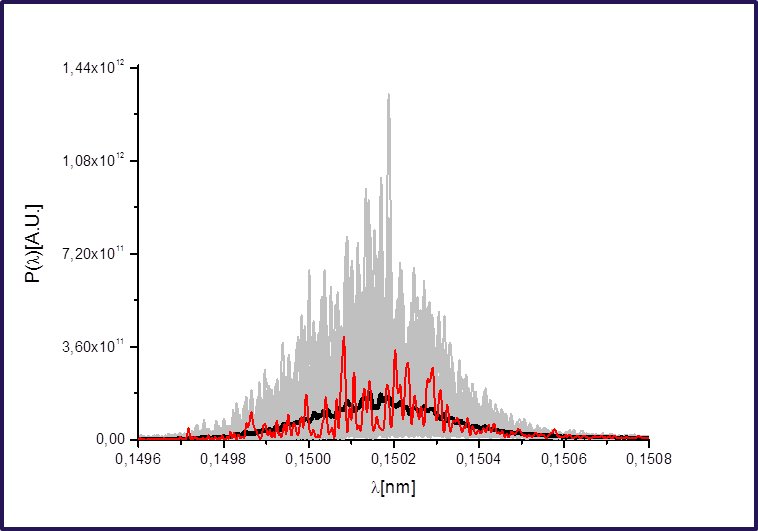 1,44x10¹²
1,08x10¹²
7,20x10¹¹
3,60x10¹¹
0,00
P(λ)[A.U.]
0,1496 0,1498 0,1500 0,1502 0,1504 0,1506 0,1508
λ[nm]